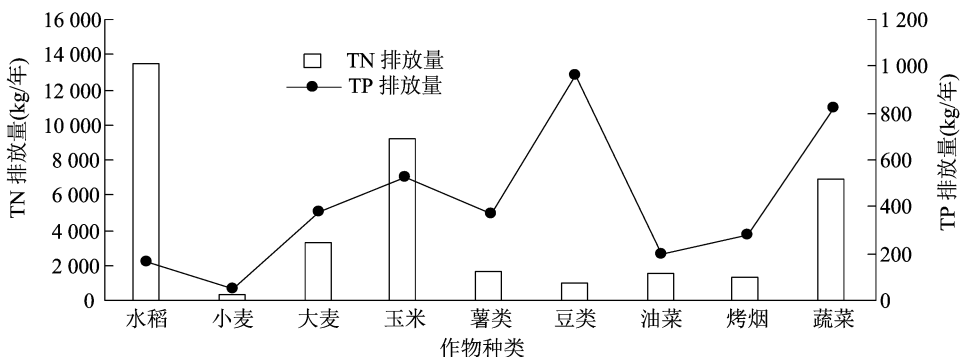 16 000
14 000
12 000
10 000
8 000
6 000
4 000
2 000
0
TN 排放量(kg/年)
TN 排放量
TP 排放量
1 200
1 000
800
600
400
200
0
TP 排放量(kg/年)
水稻 小麦 大麦 玉米 薯类 豆类 油菜 烤烟 蔬菜
作物种类